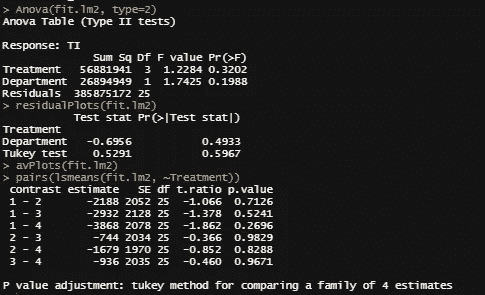 > Anova(fit.lm2, type=2)
Anova Table (Type II tests)
Response: TI
Sum Sq Df F value Pr(>F)
Treatment 56881941 3 1.2284 0.3202
Department 26894949 1 1.7425 0.1988
Residuals 385875172 25
> residualPlots(fit.lm2)
Test stat Pr(>|Test stat|)
Treatment
Department -0.6956 0.4933
Tukey test 0.5291 0.5967
> avPlots(fit.lm2)
> pairs(lsmeans(fit.lm2, ~Treatment))
contrast estimate SE df t.ratio p.value
1 - 2 -2188 2052 25 -1.066 0.7126
1 - 3 -2932 2128 25 -1.378 0.5241
1 - 4 -3868 2078 25 -1.862 0.2696
2 - 3 -744 2034 25 -0.366 0.9829
2 - 4 -1679 1970 25 -0.852 0.8288
3 - 4 -936 2035 25 -0.460 0.9671
P value adjustment: tukey method for comparing a family of 4 estimates